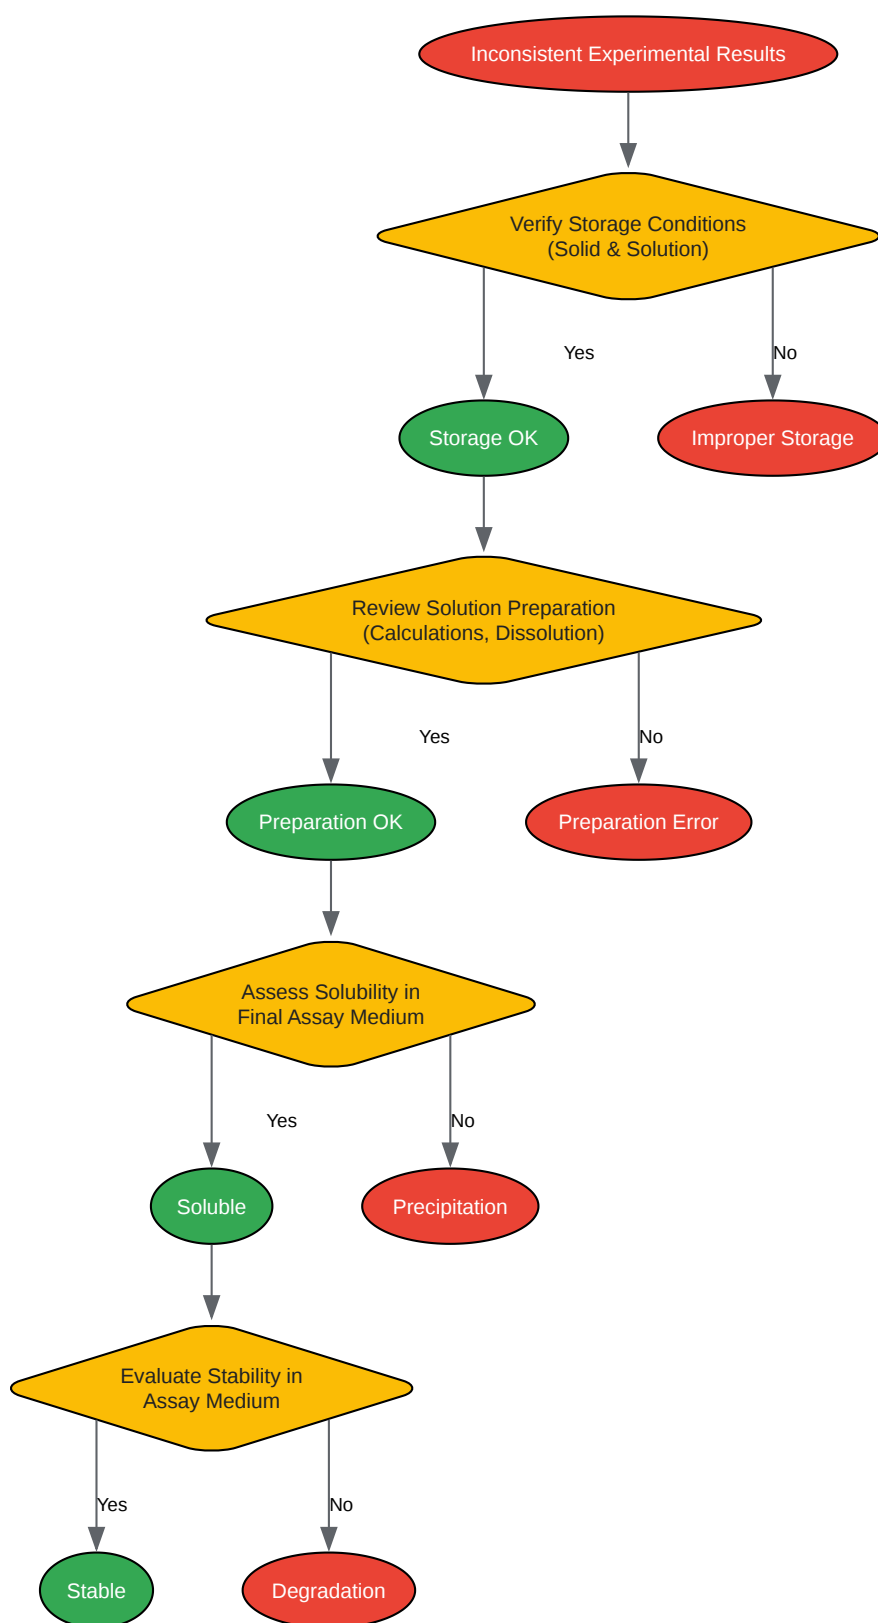 Inconsistent Experimental Results
Verify Storage Conditions
(Solid & Solution)
Yes
No
Storage OK
Improper Storage
Review Solution Preparation
(Calculations, Dissolution)
Yes
No
Preparation OK
Preparation Error
Assess Solubility in
Final Assay Medium
Yes
No
Soluble
Precipitation
Evaluate Stability in
Assay Medium
Yes
No
Stable
Degradation